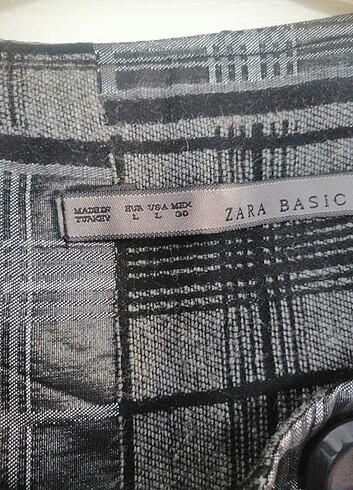 MADE IN
TURKEY
EUR USA MEX
L L 30
ZARA BASIC